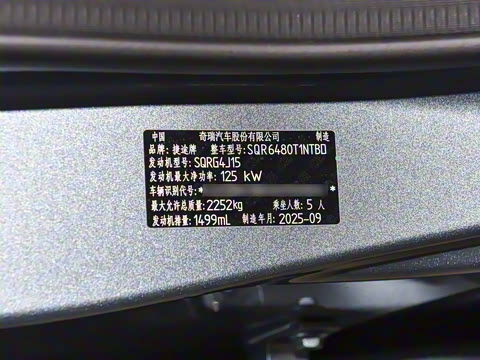 中国 奇瑞汽车股份有限公司 制造
品牌：捷途牌 整车型号：SQR6480T1NTBD
发动机型号：SQRG4J15
发动机最大净功率：125 kW
车辆识别代号：* *
最大允许总质量：2252kg 乘坐人数：5 人
发动机排量：1499mL 制造年月：2025-09